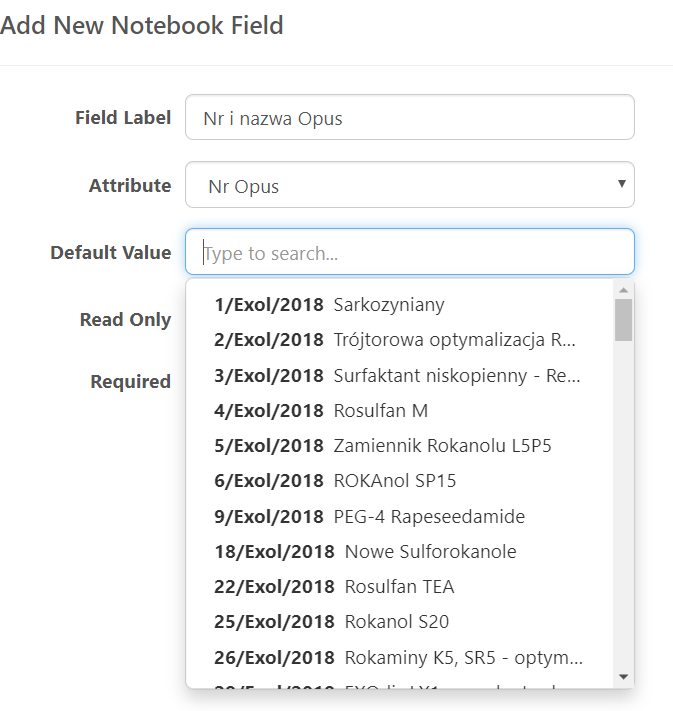 Add New Notebook Field
Field Label Nr i nazwa Opus
Attribute Nr Opus
Default Value Type to search...
1/Exol/2018 Sarkozyniany
Read Only
2/Exol/2018 Trójtorowa optymalizacja R...
3/Exol/2018 Surfaktant niskopienny - Re...
Required
4/Exol/2018 Rosulfan M
5/Exol/2018 Zamiennik Rokanolu L5P5
6/Exol/2018 ROKAnol SP15
9/Exol/2018 PEG-4 Rapeseedamide
18/Exol/2018 Nowe Sulforokanole
22/Exol/2018 Rosulfan TEA
25/Exol/2018 Rokanol S20
26/Exol/2018 Rokaminy K5, SR5 - optym...